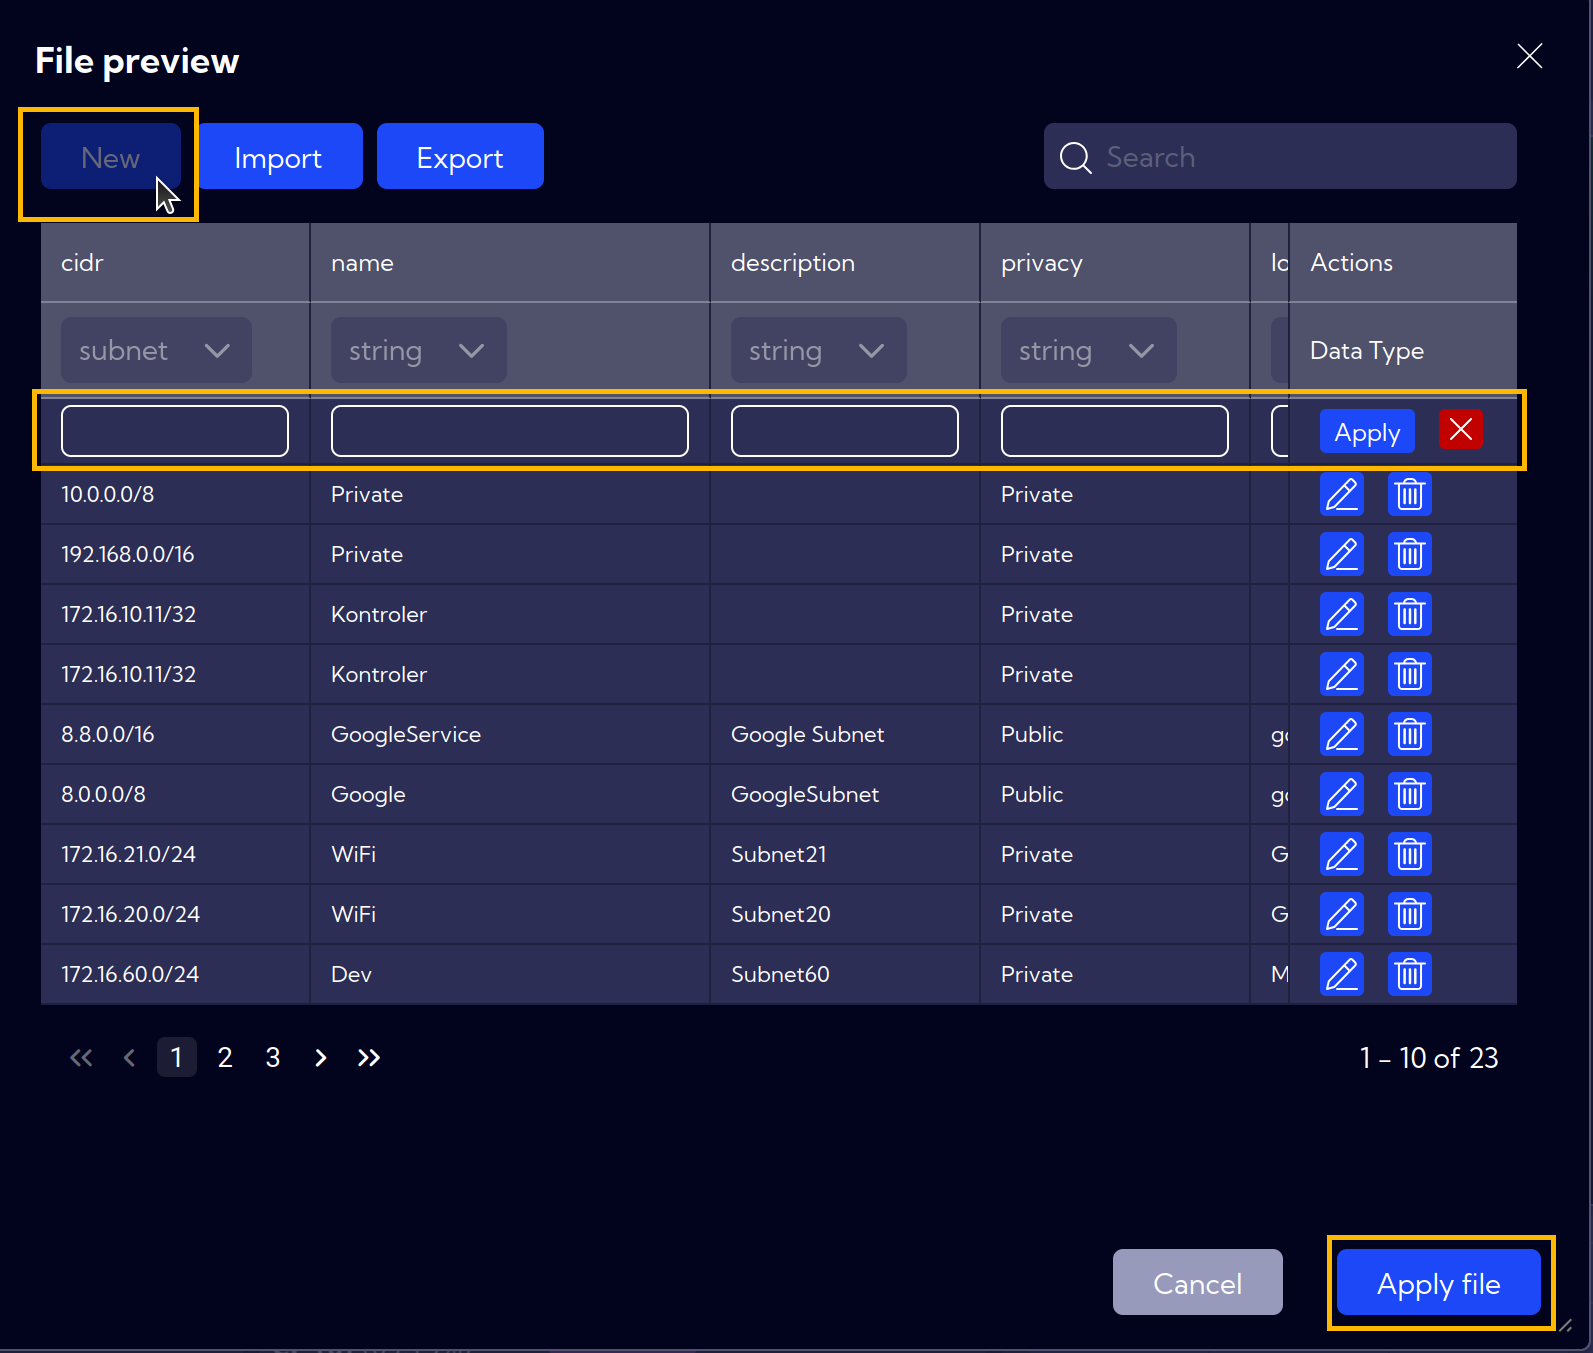 File preview
New Import Export Search
cidr name description privacy lo Actions
subnet string string string Data Type
Apply
10.0.0.0/8 Private Private
192.168.0.0/16 Private Private
172.16.10.11/32 Kontroler Private
172.16.10.11/32 Kontroler Private
8.8.0.0/16 GoogleService Google Subnet Public go
8.0.0.0/8 Google GoogleSubnet Public go
172.16.21.0/24 WiFi Subnet21 Private G
172.16.20.0/24 WiFi Subnet20 Private G
172.16.60.0/24 Dev Subnet60 Private M
1 2 3 1 – 10 of 23
Cancel Apply file